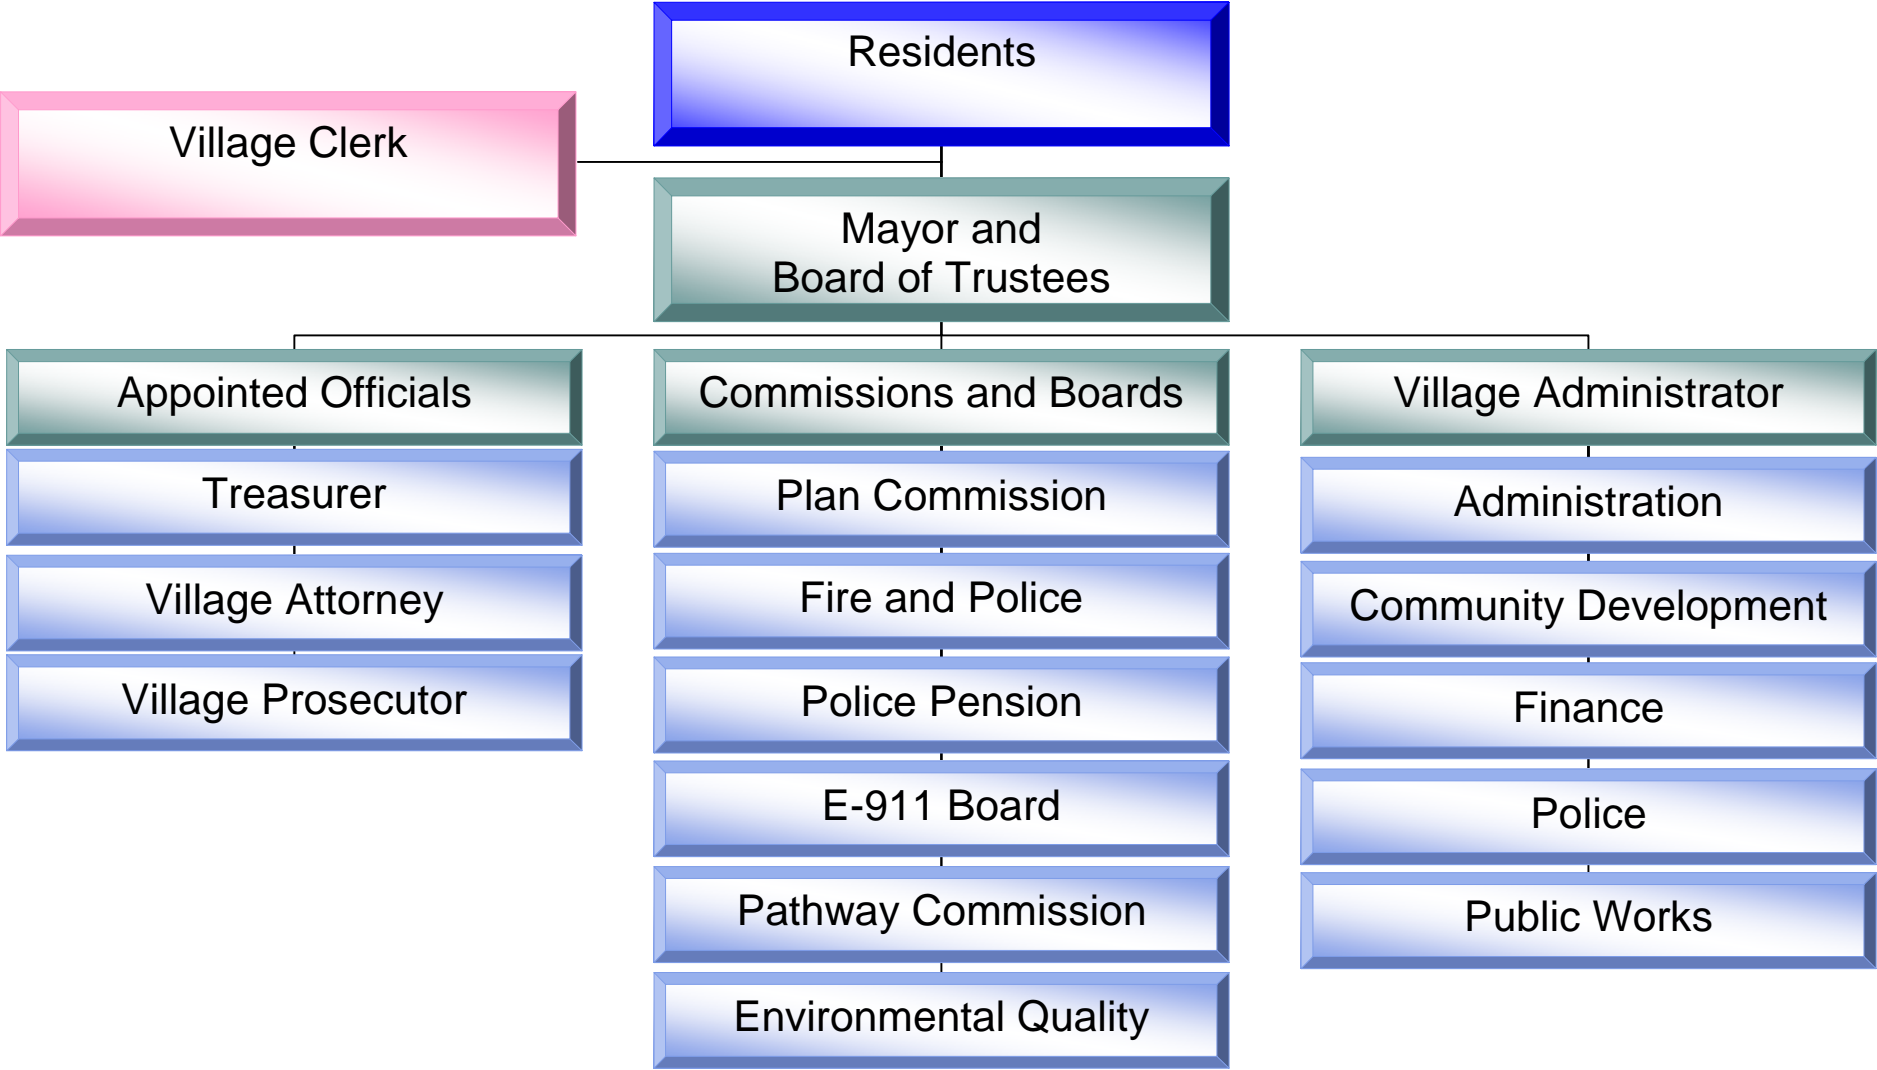 Residents
Village Clerk
Mayor and
Board of Trustees
Appointed Officials
Treasurer
Village Attorney
Village Prosecutor
Commissions and Boards
Plan Commission
Fire and Police
Police Pension
E-911 Board
Pathway Commission
Environmental Quality
Village Administrator
Administration
Community Development
Finance
Police
Public Works